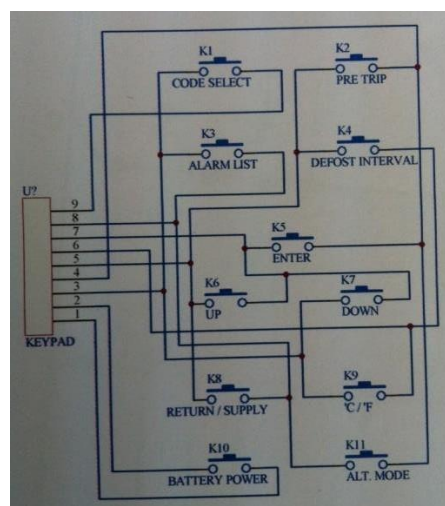 K1
CODE SELECT
K2
PRE TRIP
K3
ALARM LIST
K4
DEFOST INTERVAL
U?
9
8
7
6
5
4
3
2
1
KEYPAD
K5
ENTER
K6
UP
K7
DOWN
K8
RETURN / SUPPLY
K9
'C / 'F
K10
BATTERY POWER
K11
ALT. MODE